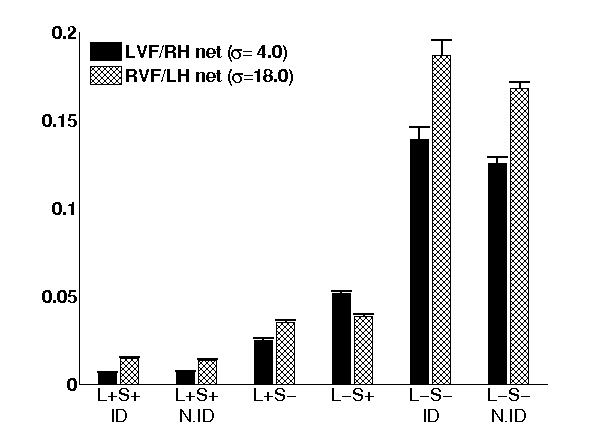 0.2
LVF/RH net (σ= 4.0)
RVF/LH net (σ=18.0)
0.15
0.1
0.05
0
L+S+ L+S+ L+S− L−S+ L−S− L−S−
ID N.ID ID N.ID